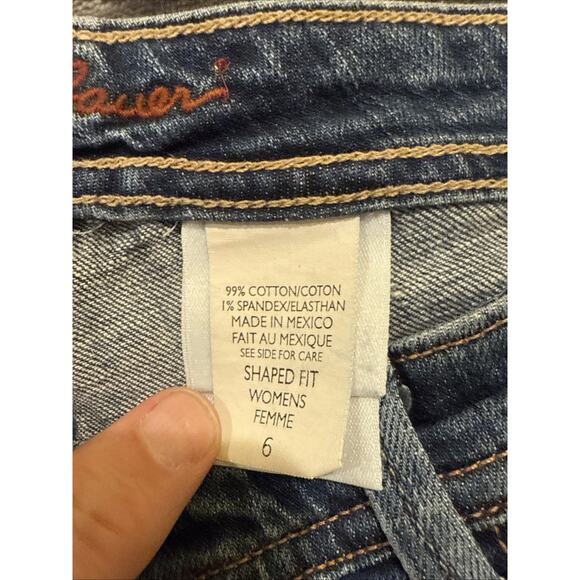 Bauer
99% COTTON/COTON
1% SPANDEX/ELASTHAN
MADE IN MEXICO
FAIT AU MEXIQUE
SEE SIDE FOR CARE
SHAPED FIT
WOMENS
FEMME
6